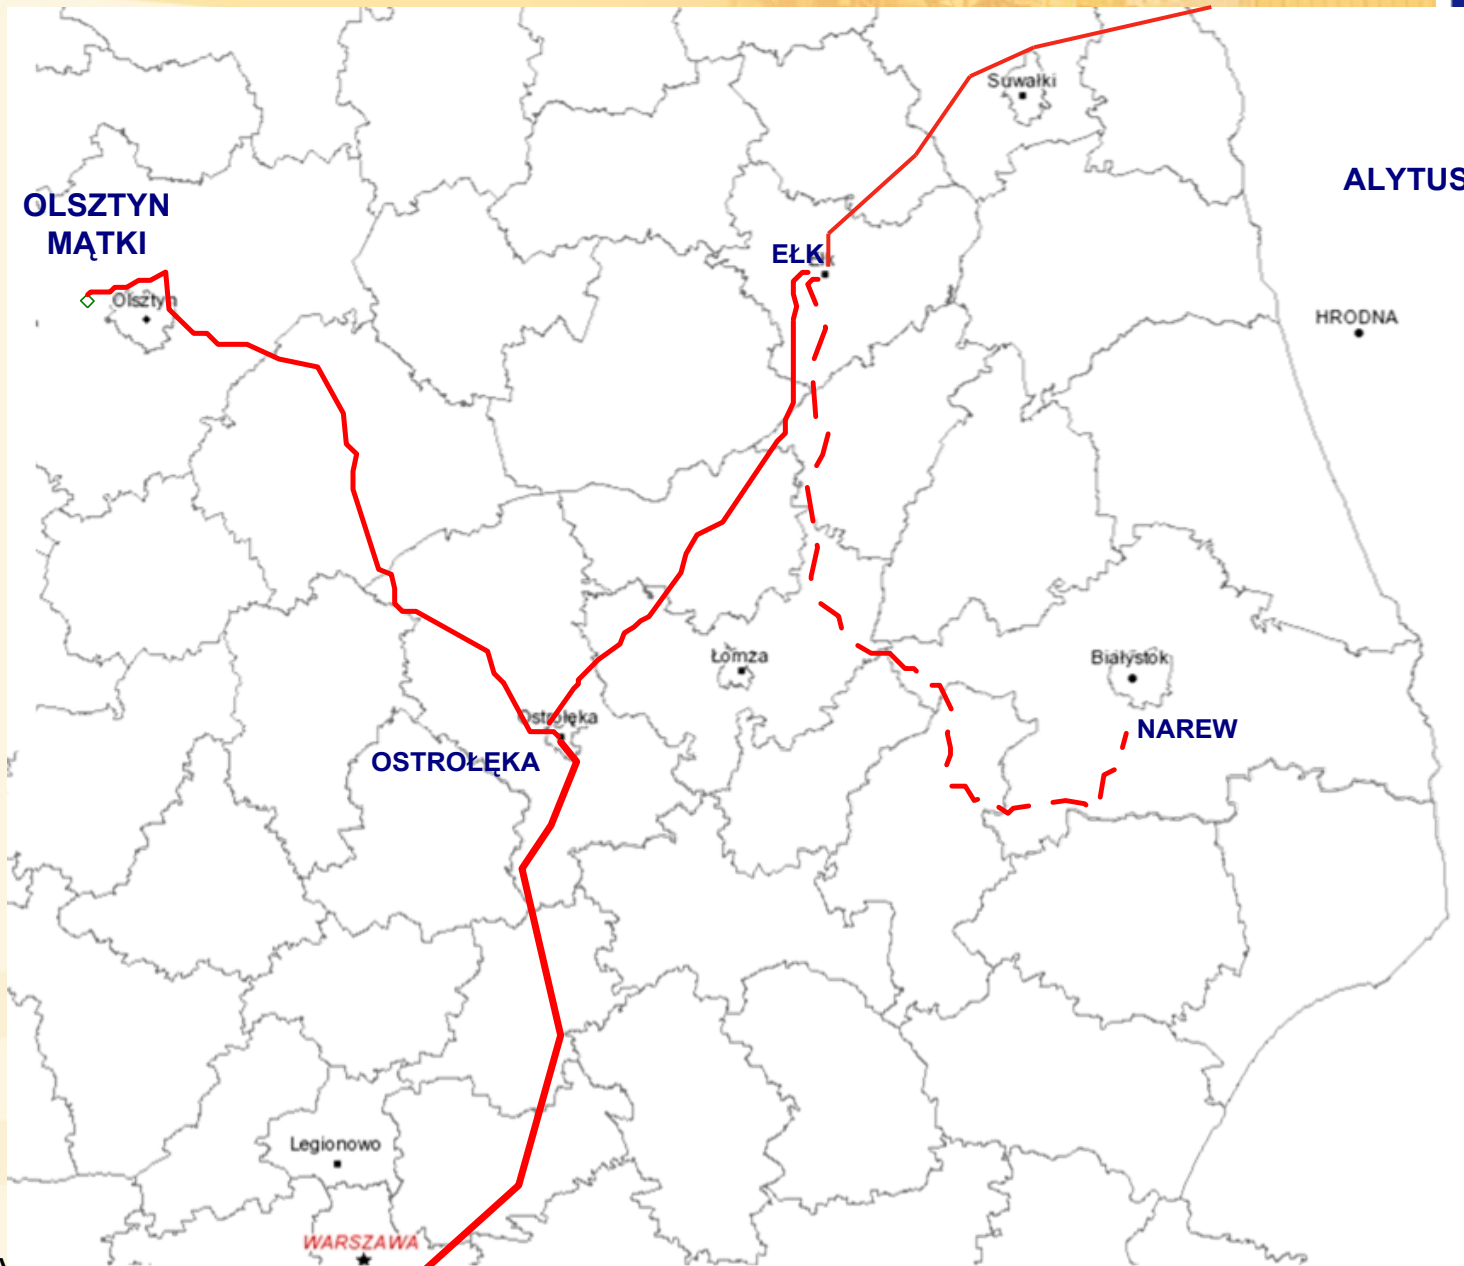 Suwałki
ALYTUS
OLSZTYN
MĄTKI
EŁK
Olsztyn
HRODNA
Łomża
Białystok
Ostrołęka
NAREW
OSTROŁĘKA
Legionowo
WARSZAWA